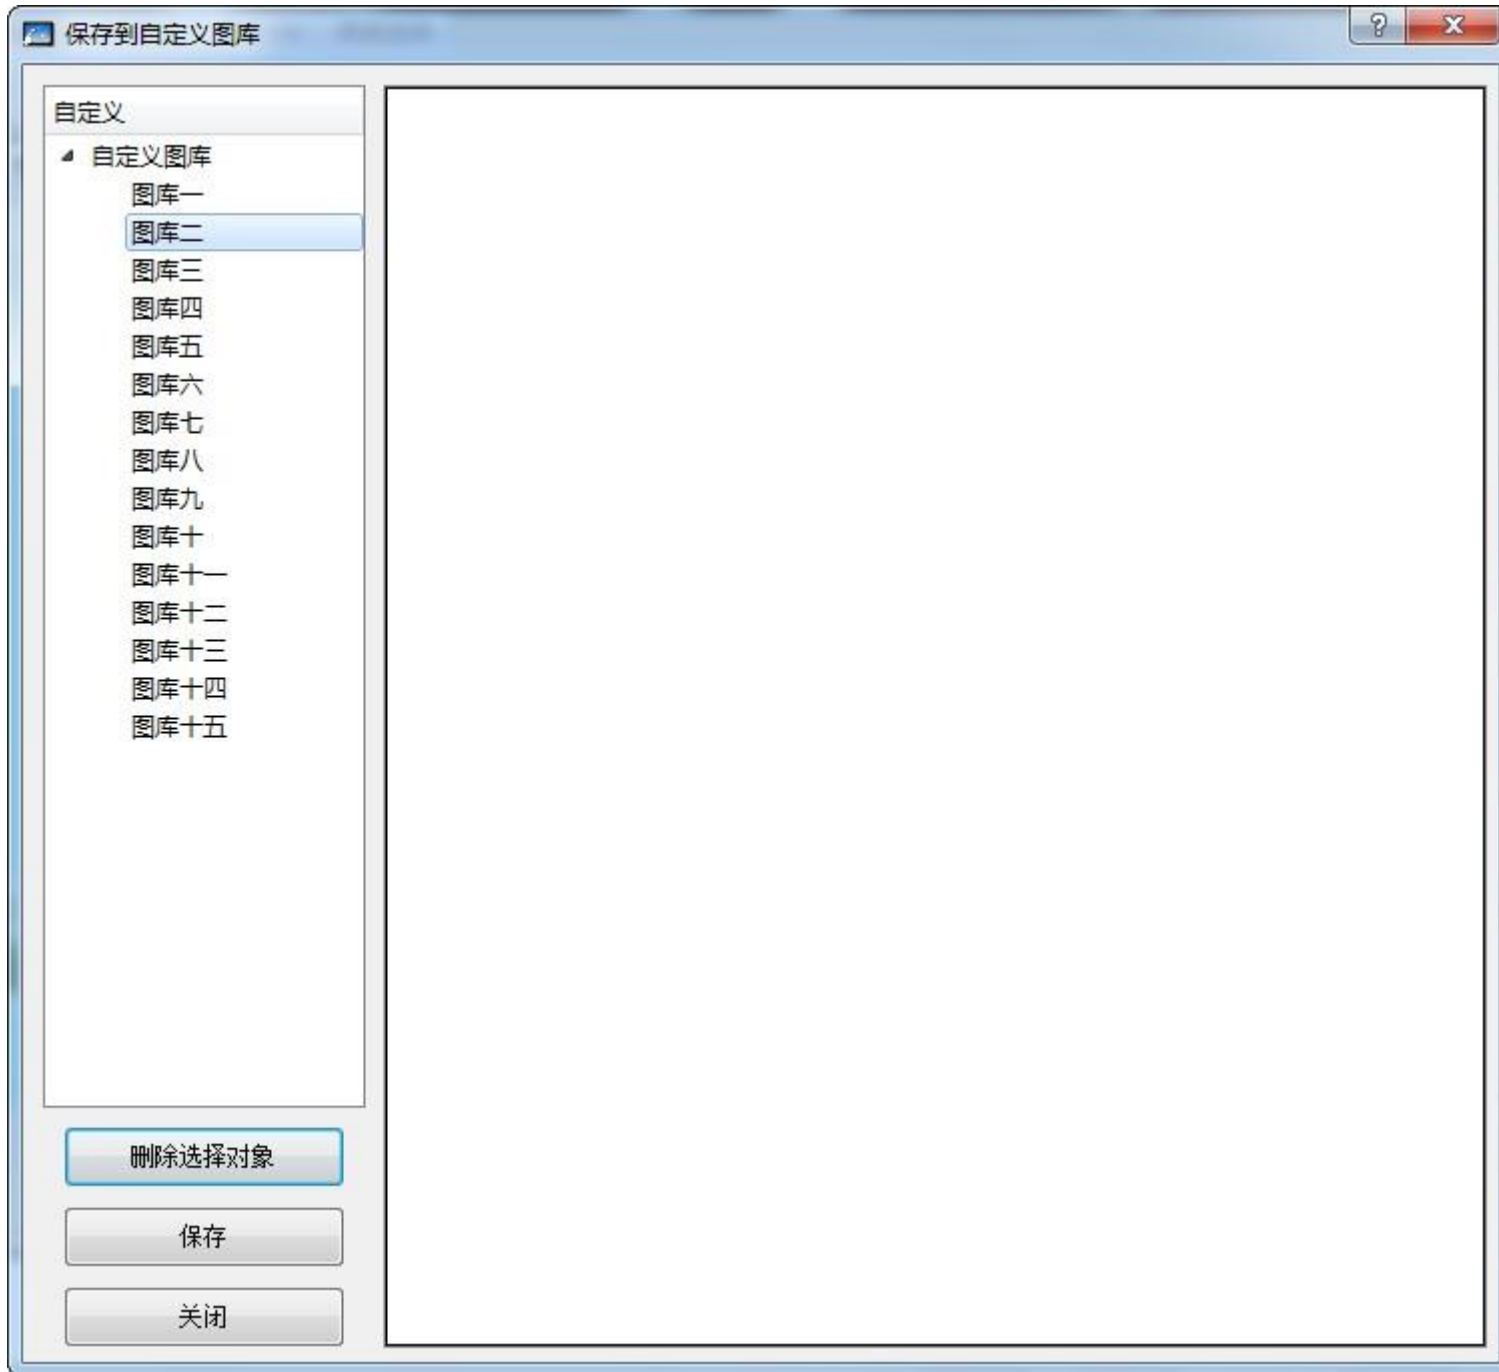 保存到自定义图库
自定义
自定义图库
图库一
图库二
图库三
图库四
图库五
图库六
图库七
图库八
图库九
图库十
图库十一
图库十二
图库十三
图库十四
图库十五
删除选择对象
保存
关闭